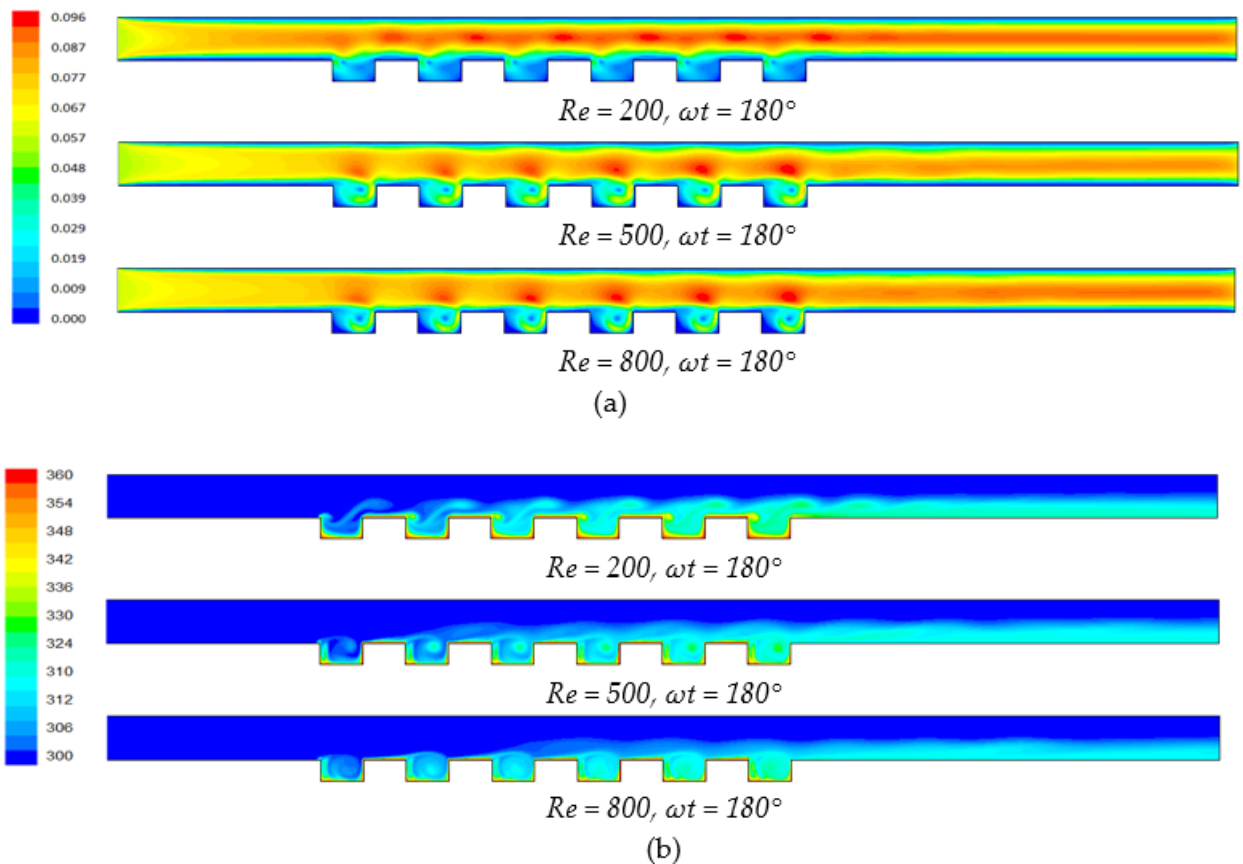 0.096
0.087
0.077
0.067
0.057
0.048
0.039
0.029
0.019
0.009
0.000
Re = 200, ωt = 180°
Re = 500, ωt = 180°
Re = 800, ωt = 180°
(a)
360
354
348
342
336
330
324
310
312
306
300
Re = 200, ωt = 180°
Re = 500, ωt = 180°
Re = 800, ωt = 180°
(b)